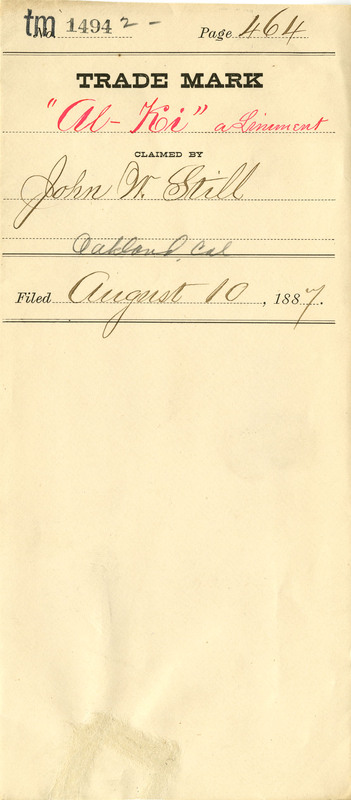 tm No. 1494 2 - Page 464
TRADE MARK
"Al-Ki" a Liniment
CLAIMED BY
John W. Still
Oakland, Cal
Filed August 10, 1887.